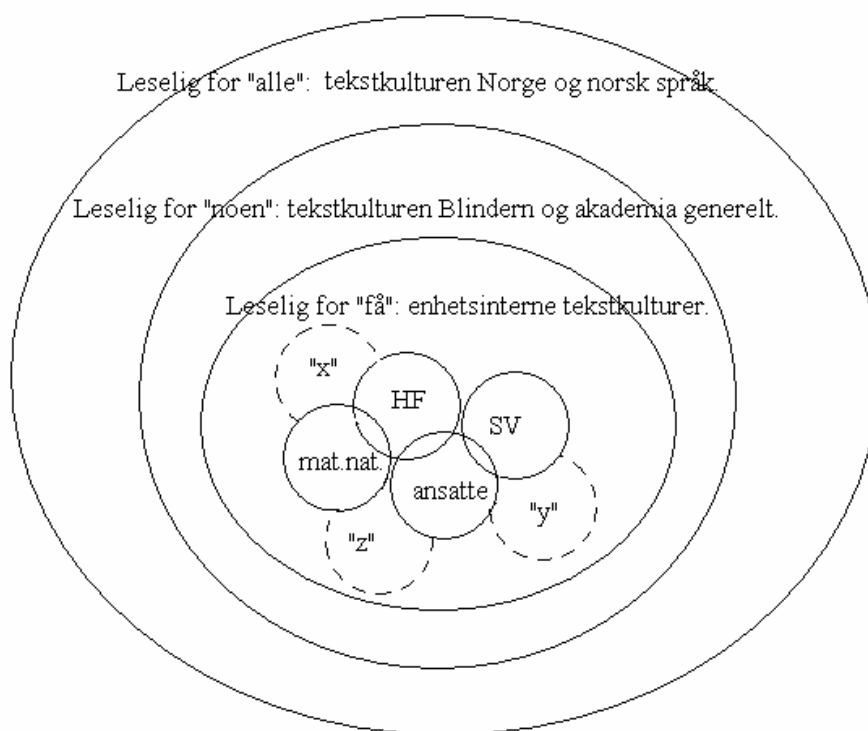 Leselig for "alle": tekstkulturen Norge og norsk språk.
Leselig for "noen": tekstkulturen Blindern og akademia generelt.
Leselig for "få": enhetsinterne tekstkulturer.
"x"
HF
SV
mat.nat.
ansatte
"y"
"z"